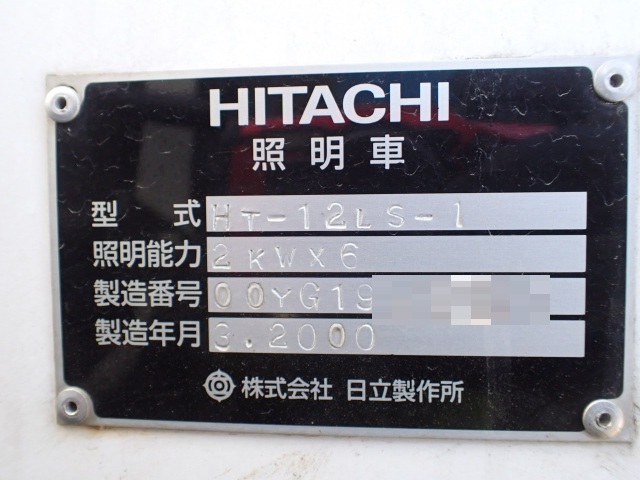 HITACHI
照明車
型式 HT-12LS-1
照明能力 2KWX6
製造番号 00YG19
製造年月 3.2000
株式会社 日立製作所